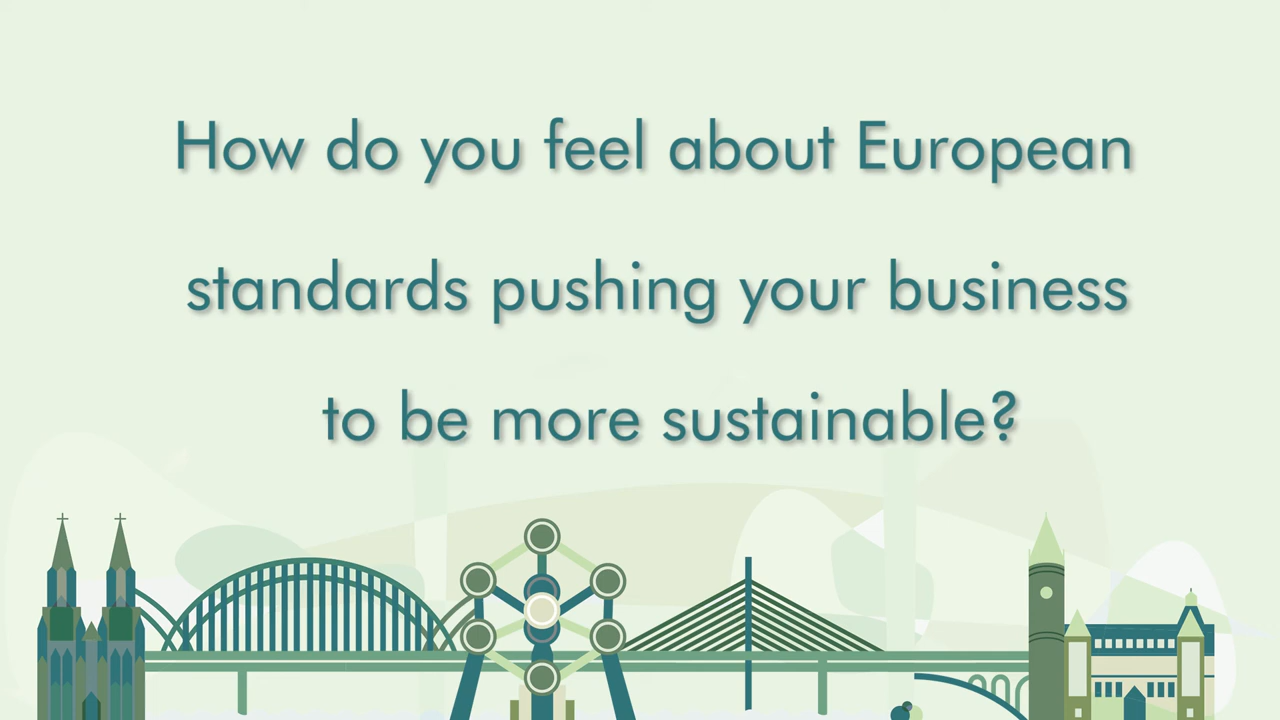 How do you feel about European
standards pushing your business
to be more sustainable?